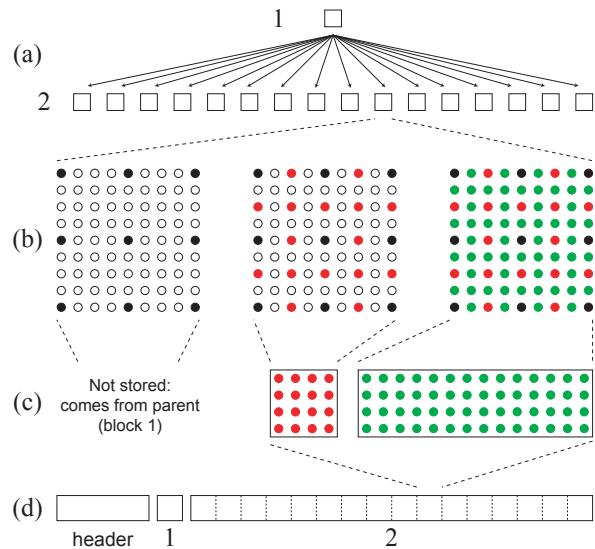 1
(a)
2
(b)
Not stored:
comes from parent
(block 1)
(c)
(d)
header
1
2